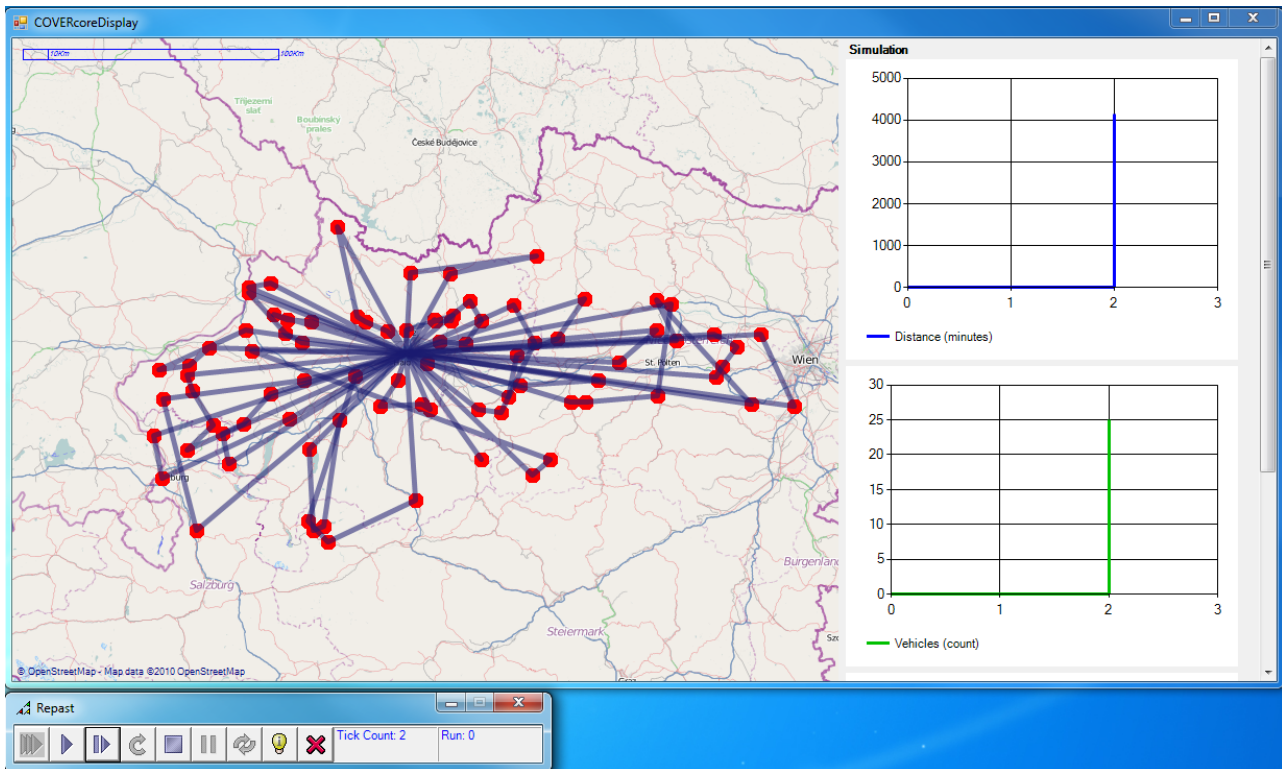 COVERcoreDisplay
10Km
100Km
Tříjezerní
slať
Boubínský
prales
České Budějovice
St. Pölten
Wien
Salzburg
Steiermark
Burgenland
© OpenStreetMap - Map data ©2010 OpenStreetMap
Simulation
5000
4000
3000
2000
1000
0
0 1 2 3
Distance (minutes)
30
25
20
15
10
5
0
0 1 2 3
Vehicles (count)
Repast
Tick Count: 2
Run: 0